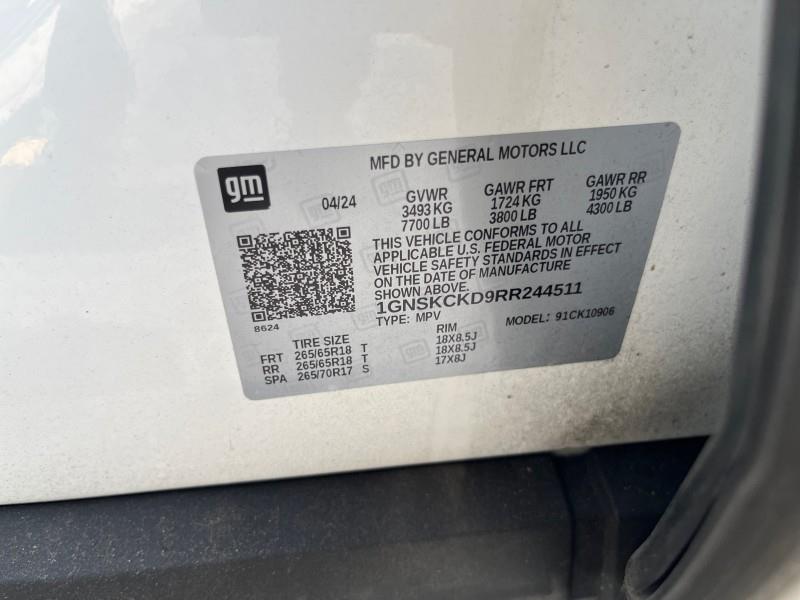 MFD BY GENERAL MOTORS LLC
gm
04/24
GVWR
3493 KG
7700 LB
GAWR FRT
1724 KG
3800 LB
GAWR RR
1950 KG
4300 LB
THIS VEHICLE CONFORMS TO ALL
APPLICABLE U.S. FEDERAL MOTOR
VEHICLE SAFETY STANDARDS IN EFFECT
ON THE DATE OF MANUFACTURE
SHOWN ABOVE.
1GNSKCKD9RR244511
TYPE: MPV
MODEL: 91CK10906
8624
TIRE SIZE
RIM
FRT 265/65R18 T 18X8.5J
RR 265/65R18 T 18X8.5J
SPA 265/70R17 S 17X8J